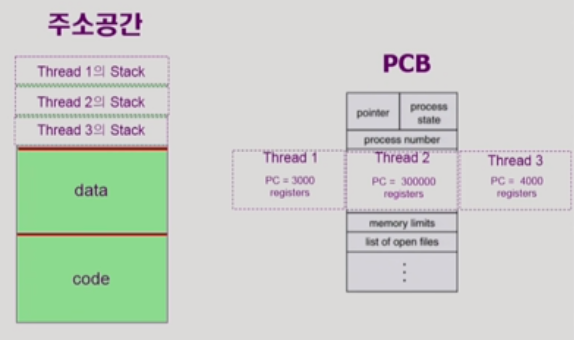 주소공간
Thread 1의 Stack
Thread 2의 Stack
Thread 3의 Stack
data
code
PCB
pointer
process
state
process number
Thread 1
PC = 3000
registers
Thread 2
PC = 300000
registers
Thread 3
PC = 4000
registers
memory limits
list of open files